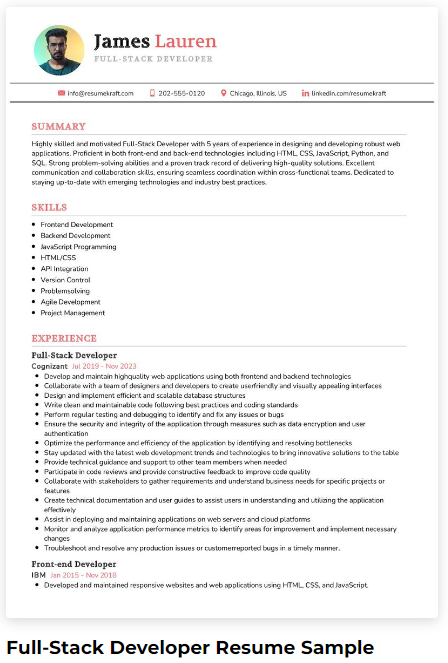 James Lauren
FULL-STACK DEVELOPER
info@resumekraft.com 202-555-0120 Chicago, Illinois, US linkedin.com/resumekraft
SUMMARY
Highly skilled and motivated Full-Stack Developer with 5 years of experience in designing and developing robust web
applications. Proficient in both front-end and back-end technologies including HTML, CSS, JavaScript, Python, and
SQL. Strong problem-solving abilities and a proven track record of delivering high-quality solutions. Excellent
communication and collaboration skills, ensuring seamless coordination within cross-functional teams. Dedicated to
staying up-to-date with emerging technologies and industry best practices.
SKILLS
Frontend Development
Backend Development
JavaScript Programming
HTML/CSS
API Integration
Version Control
Problemsolving
Agile Development
Project Management
EXPERIENCE
Full-Stack Developer
Cognizant Jul 2019 - Nov 2023
Develop and maintain highquality web applications using both frontend and backend technologies
Collaborate with a team of designers and developers to create userfriendly and visually appealing interfaces
Design and implement efficient and scalable database structures
Write clean and maintainable code following best practices and coding standards
Perform regular testing and debugging to identify and fix any issues or bugs
Ensure the security and integrity of the application through measures such as data encryption and user
authentication
Optimize the performance and efficiency of the application by identifying and resolving bottlenecks
Stay updated with the latest web development trends and technologies to bring innovative solutions to the table
Provide technical guidance and support to other team members when needed
Participate in code reviews and provide constructive feedback to improve code quality
Collaborate with stakeholders to gather requirements and understand business needs for specific projects or
features
Create technical documentation and user guides to assist users in understanding and utilizing the application
effectively
Assist in deploying and maintaining applications on web servers and cloud platforms
Monitor and analyze application performance metrics to identify areas for improvement and implement necessary
changes
Troubleshoot and resolve any production issues or customerreported bugs in a timely manner.
Front-end Developer
IBM Jan 2015 - Nov 2018
Developed and maintained responsive websites and web applications using HTML, CSS, and JavaScript.
Full-Stack Developer Resume Sample